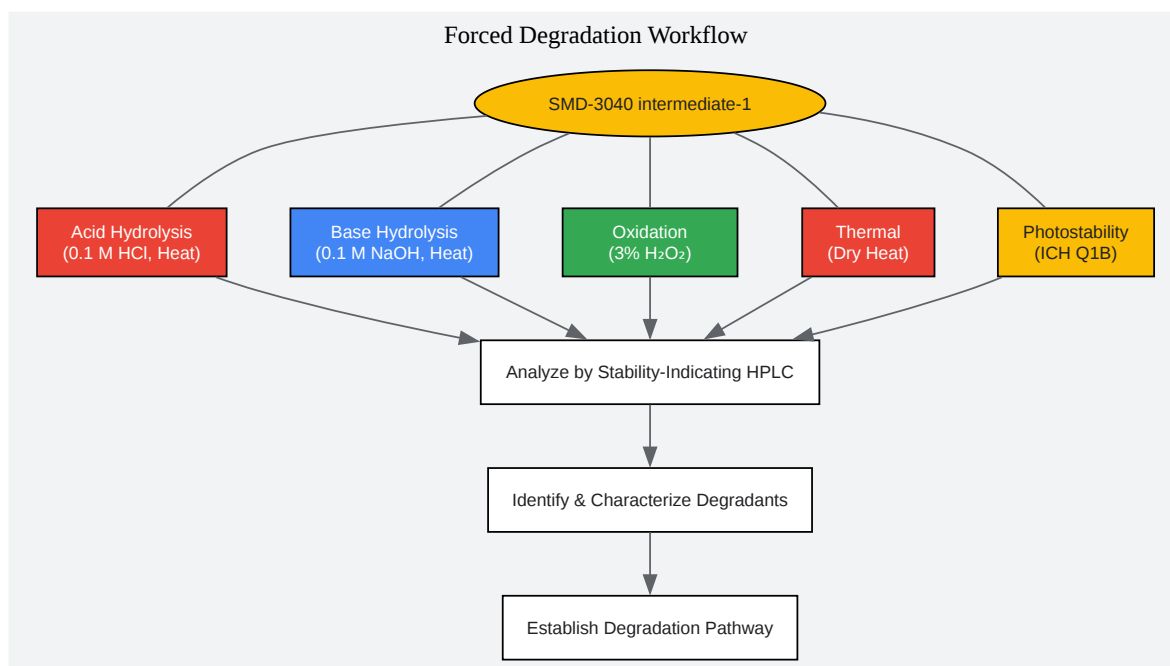 Forced Degradation Workflow
SMD-3040 intermediate-1
Acid Hydrolysis
(0.1 M HCl, Heat)
Base Hydrolysis
(0.1 M NaOH, Heat)
Oxidation
(3% H₂O₂)
Thermal
(Dry Heat)
Photostability
(ICH Q1B)
Analyze by Stability-Indicating HPLC
Identify & Characterize Degradants
Establish Degradation Pathway